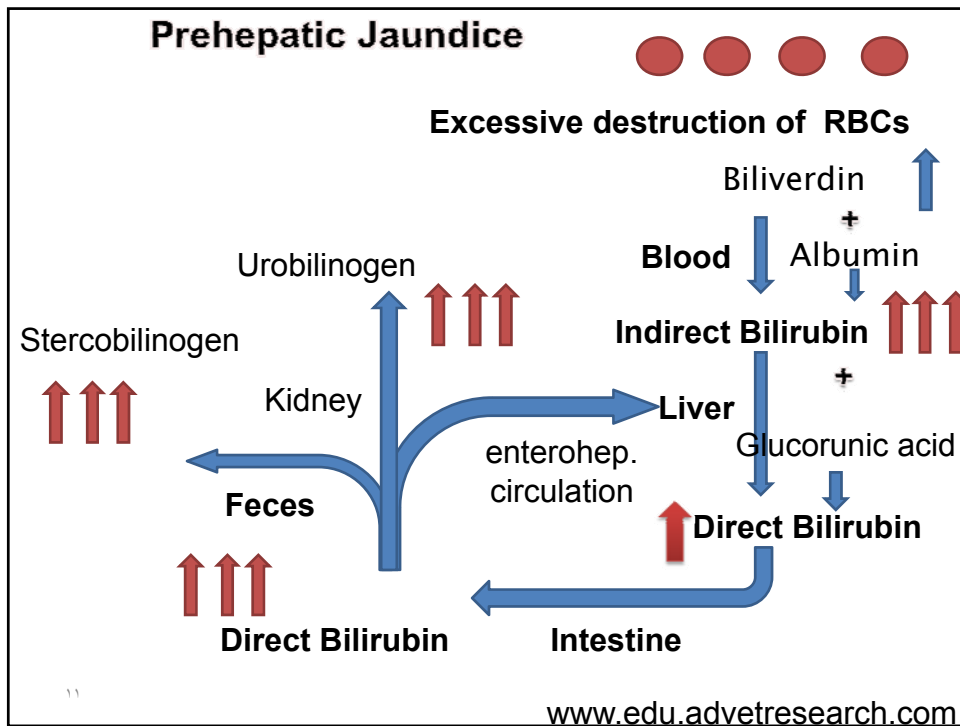 Prehepatic Jaundice
Excessive destruction of RBCs
Biliverdin
+
Blood
Albumin
Urobilinogen
Indirect Bilirubin
Stercobilinogen
+
Kidney
Liver
Glucorunic acid
enterohep.
circulation
Feces
Direct Bilirubin
Direct Bilirubin
Intestine
١١
www.edu.advetresearch.com